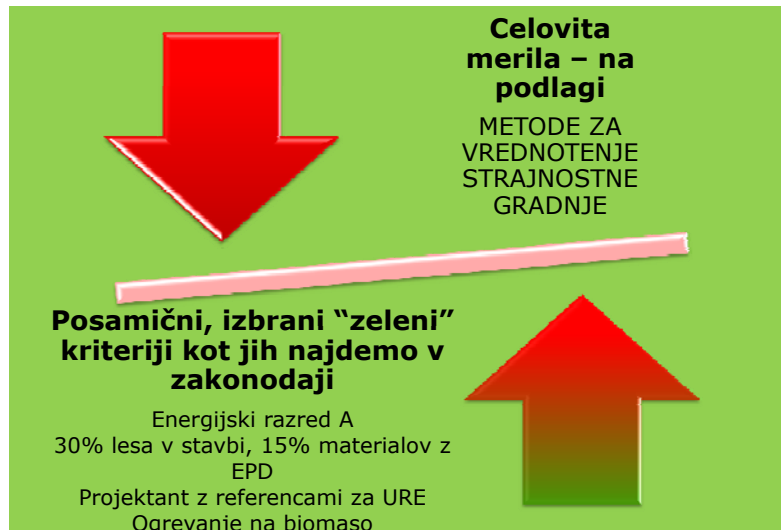 Celovita
merila – na
podlagi
METODE ZA
VREDNOTENJE
STRAJNOSTNE
GRADNJE
Posamični, izbrani “zeleni”
kriteriji kot jih najdemo v
zakonodaji
Energijski razred A
30% lesa v stavbi, 15% materialov z
EPD
Projektant z referencami za URE
Ogrevanje na biomaso